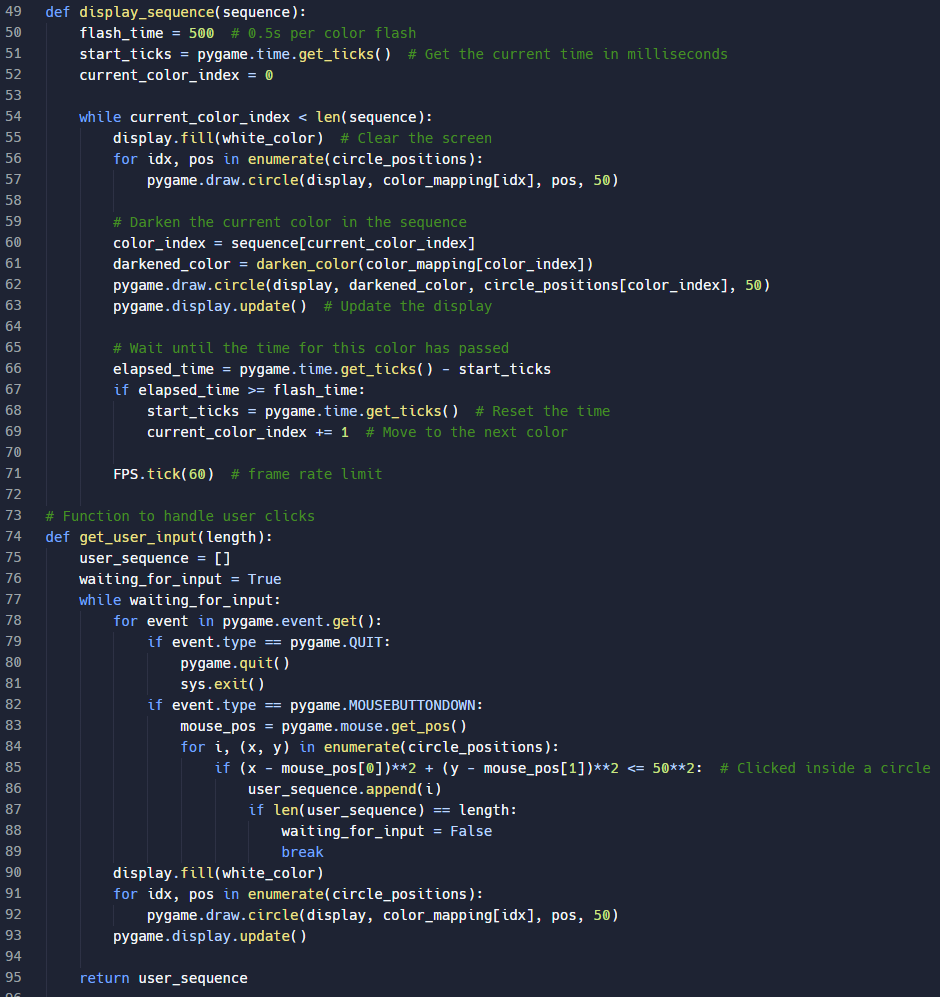 49 def display_sequence(sequence):
50     flash_time = 500  # 0.5s per color flash
51     start_ticks = pygame.time.get_ticks()  # Get the current time in milliseconds
52     current_color_index = 0
53
54     while current_color_index < len(sequence):
55         display.fill(white_color)  # Clear the screen
56         for idx, pos in enumerate(circle_positions):
57             pygame.draw.circle(display, color_mapping[idx], pos, 50)
58
59         # Darken the current color in the sequence
60         color_index = sequence[current_color_index]
61         darkened_color = darken_color(color_mapping[color_index])
62         pygame.draw.circle(display, darkened_color, circle_positions[color_index], 50)
63         pygame.display.update()  # Update the display
64
65         # Wait until the time for this color has passed
66         elapsed_time = pygame.time.get_ticks() - start_ticks
67         if elapsed_time >= flash_time:
68             start_ticks = pygame.time.get_ticks()  # Reset the time
69             current_color_index += 1  # Move to the next color
70
71         FPS.tick(60)  # frame rate limit
72
73 # Function to handle user clicks
74 def get_user_input(length):
75     user_sequence = []
76     waiting_for_input = True
77     while waiting_for_input:
78         for event in pygame.event.get():
79             if event.type == pygame.QUIT:
80                 pygame.quit()
81                 sys.exit()
82             if event.type == pygame.MOUSEBUTTONDOWN:
83                 mouse_pos = pygame.mouse.get_pos()
84                 for i, (x, y) in enumerate(circle_positions):
85                     if (x - mouse_pos[0])**2 + (y - mouse_pos[1])**2 <= 50**2:  # Clicked inside a circle
86                         user_sequence.append(i)
87                         if len(user_sequence) == length:
88                             waiting_for_input = False
89                             break
90         display.fill(white_color)
91         for idx, pos in enumerate(circle_positions):
92             pygame.draw.circle(display, color_mapping[idx], pos, 50)
93         pygame.display.update()
94
95     return user_sequence